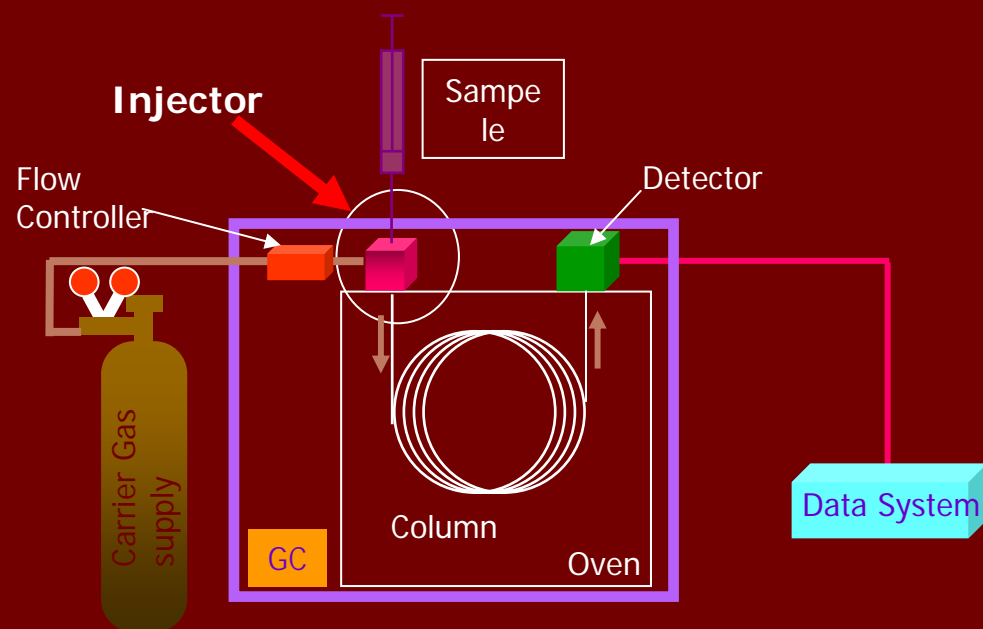 Injector
Sampe
le
Flow
Controller
Detector
Carrier Gas
supply
Column
Oven
GC
Data System